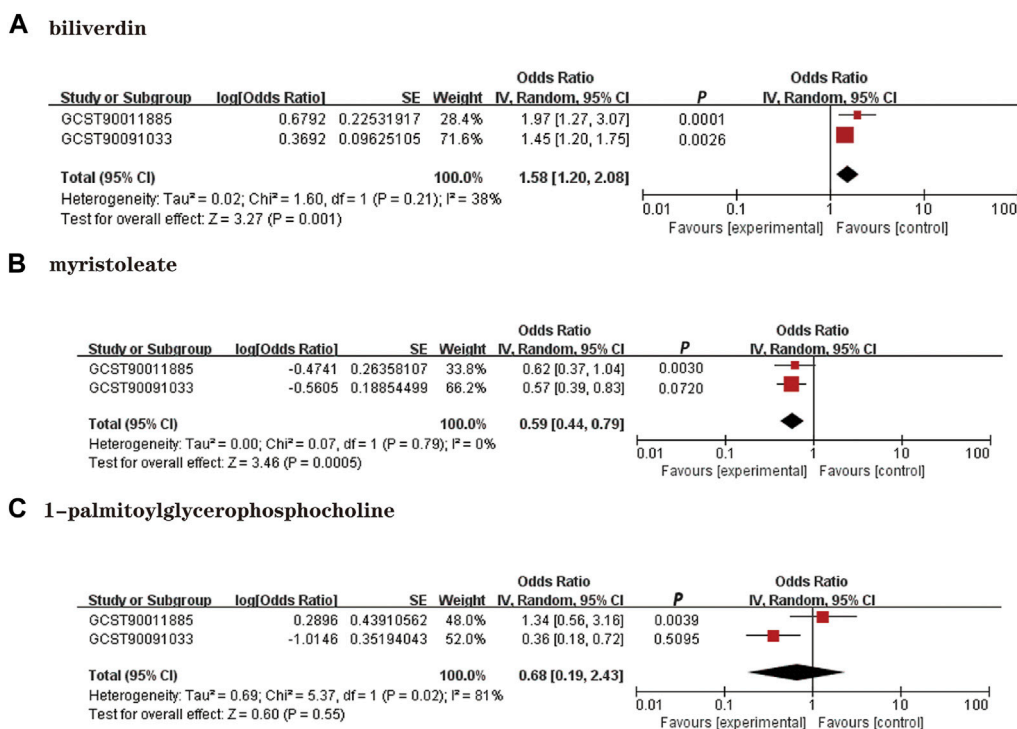 A biliverdin
Odds Ratio Odds Ratio
Study or Subgroup log[Odds Ratio] SE Weight IV, Random, 95% CI P IV, Random, 95% CI
GCST90011885 0.6792 0.22531917 28.4% 1.97 [1.27, 3.07] 0.0001
GCST90091033 0.3692 0.09625105 71.6% 1.45 [1.20, 1.75] 0.0026
Total (95% CI) 100.0% 1.58 [1.20, 2.08]
Heterogeneity: Tau² = 0.02; Chi² = 1.60, df = 1 (P = 0.21); I² = 38%
Test for overall effect: Z = 3.27 (P = 0.001)
0.01 0.1 1 10 100
Favours [experimental] Favours [control]
B myristoleate
Odds Ratio Odds Ratio
Study or Subgroup log[Odds Ratio] SE Weight IV, Random, 95% CI P IV, Random, 95% CI
GCST90011885 -0.4741 0.26358107 33.8% 0.62 [0.37, 1.04] 0.0030
GCST90091033 -0.5605 0.18854499 66.2% 0.57 [0.39, 0.83] 0.0720
Total (95% CI) 100.0% 0.59 [0.44, 0.79]
Heterogeneity: Tau² = 0.00; Chi² = 0.07, df = 1 (P = 0.79); I² = 0%
Test for overall effect: Z = 3.46 (P = 0.0005)
0.01 0.1 1 10 100
Favours [experimental] Favours [control]
C 1-palmitoylglycerophosphocholine
Odds Ratio Odds Ratio
Study or Subgroup log[Odds Ratio] SE Weight IV, Random, 95% CI P IV, Random, 95% CI
GCST90011885 0.2896 0.43910562 48.0% 1.34 [0.56, 3.16] 0.0039
GCST90091033 -1.0146 0.35194043 52.0% 0.36 [0.18, 0.72] 0.5095
Total (95% CI) 100.0% 0.68 [0.19, 2.43]
Heterogeneity: Tau² = 0.69; Chi² = 5.37, df = 1 (P = 0.02); I² = 81%
Test for overall effect: Z = 0.60 (P = 0.55)
0.01 0.1 1 10 100
Favours [experimental] Favours [control]